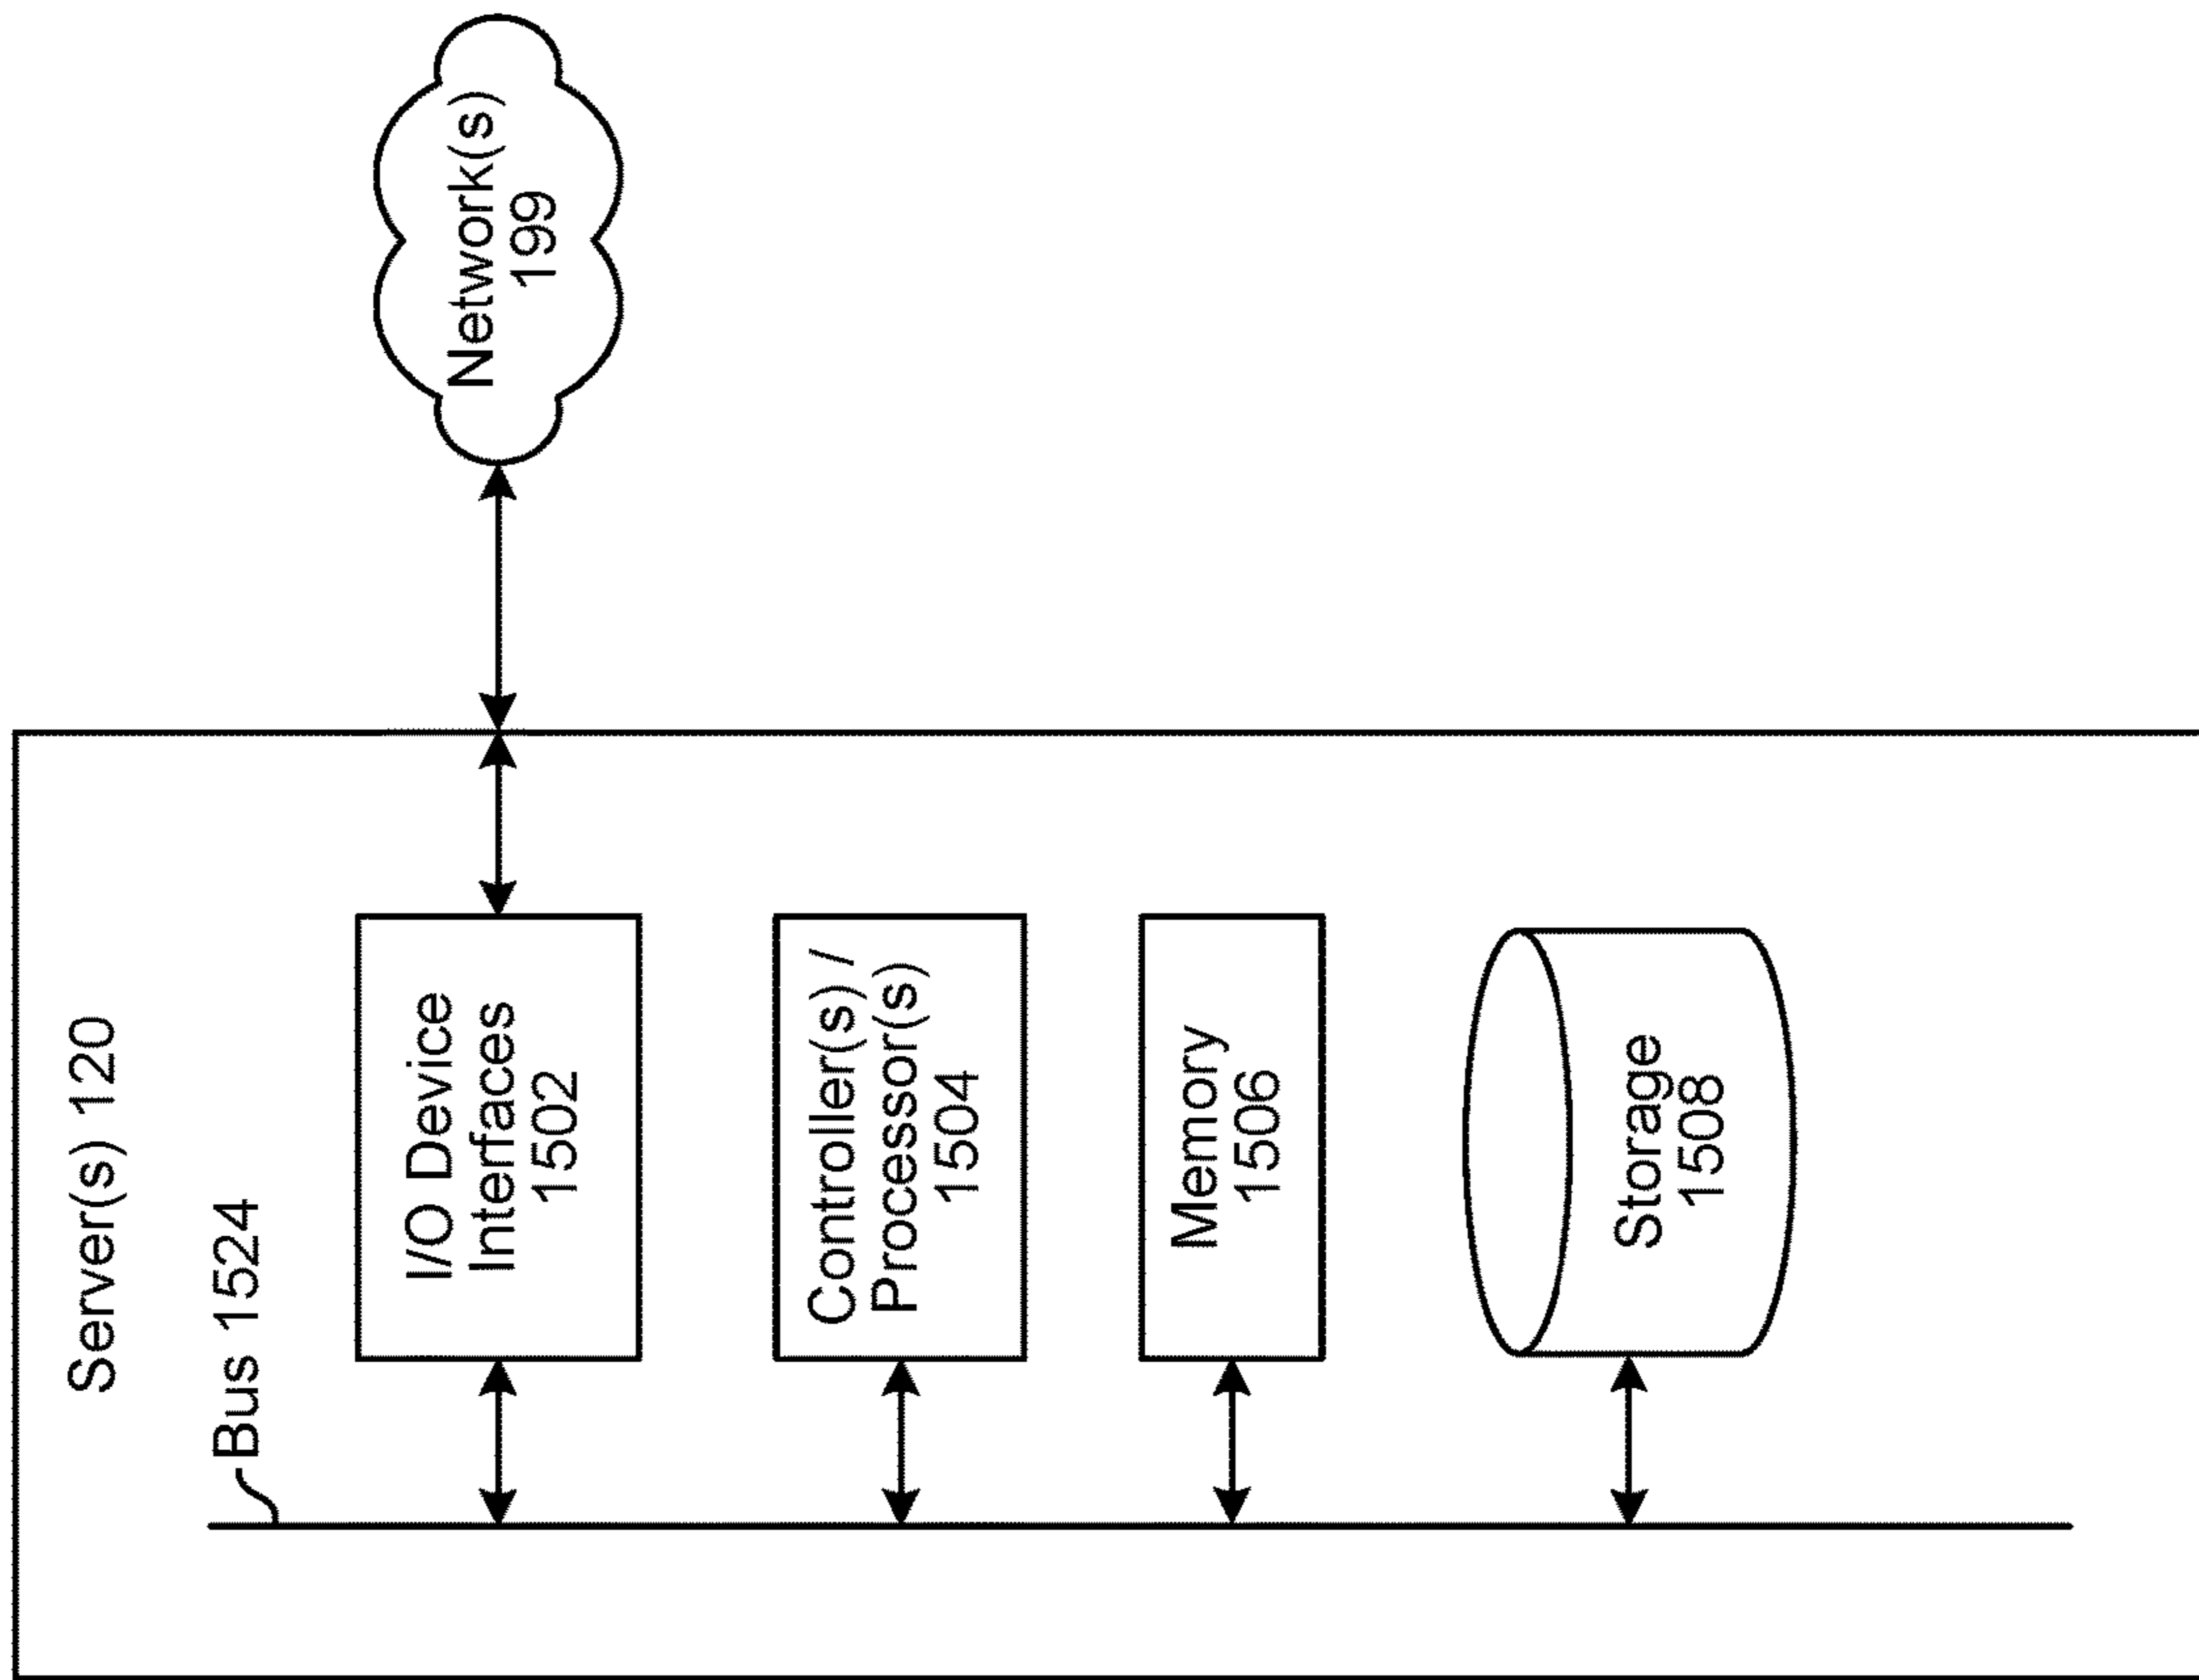 Server(s) 120
Bus 1524
I/O Device
Interfaces
1502
Network(s)
199
Controller(s) /
Processor(s)
1504
Memory
1506
Storage
1508